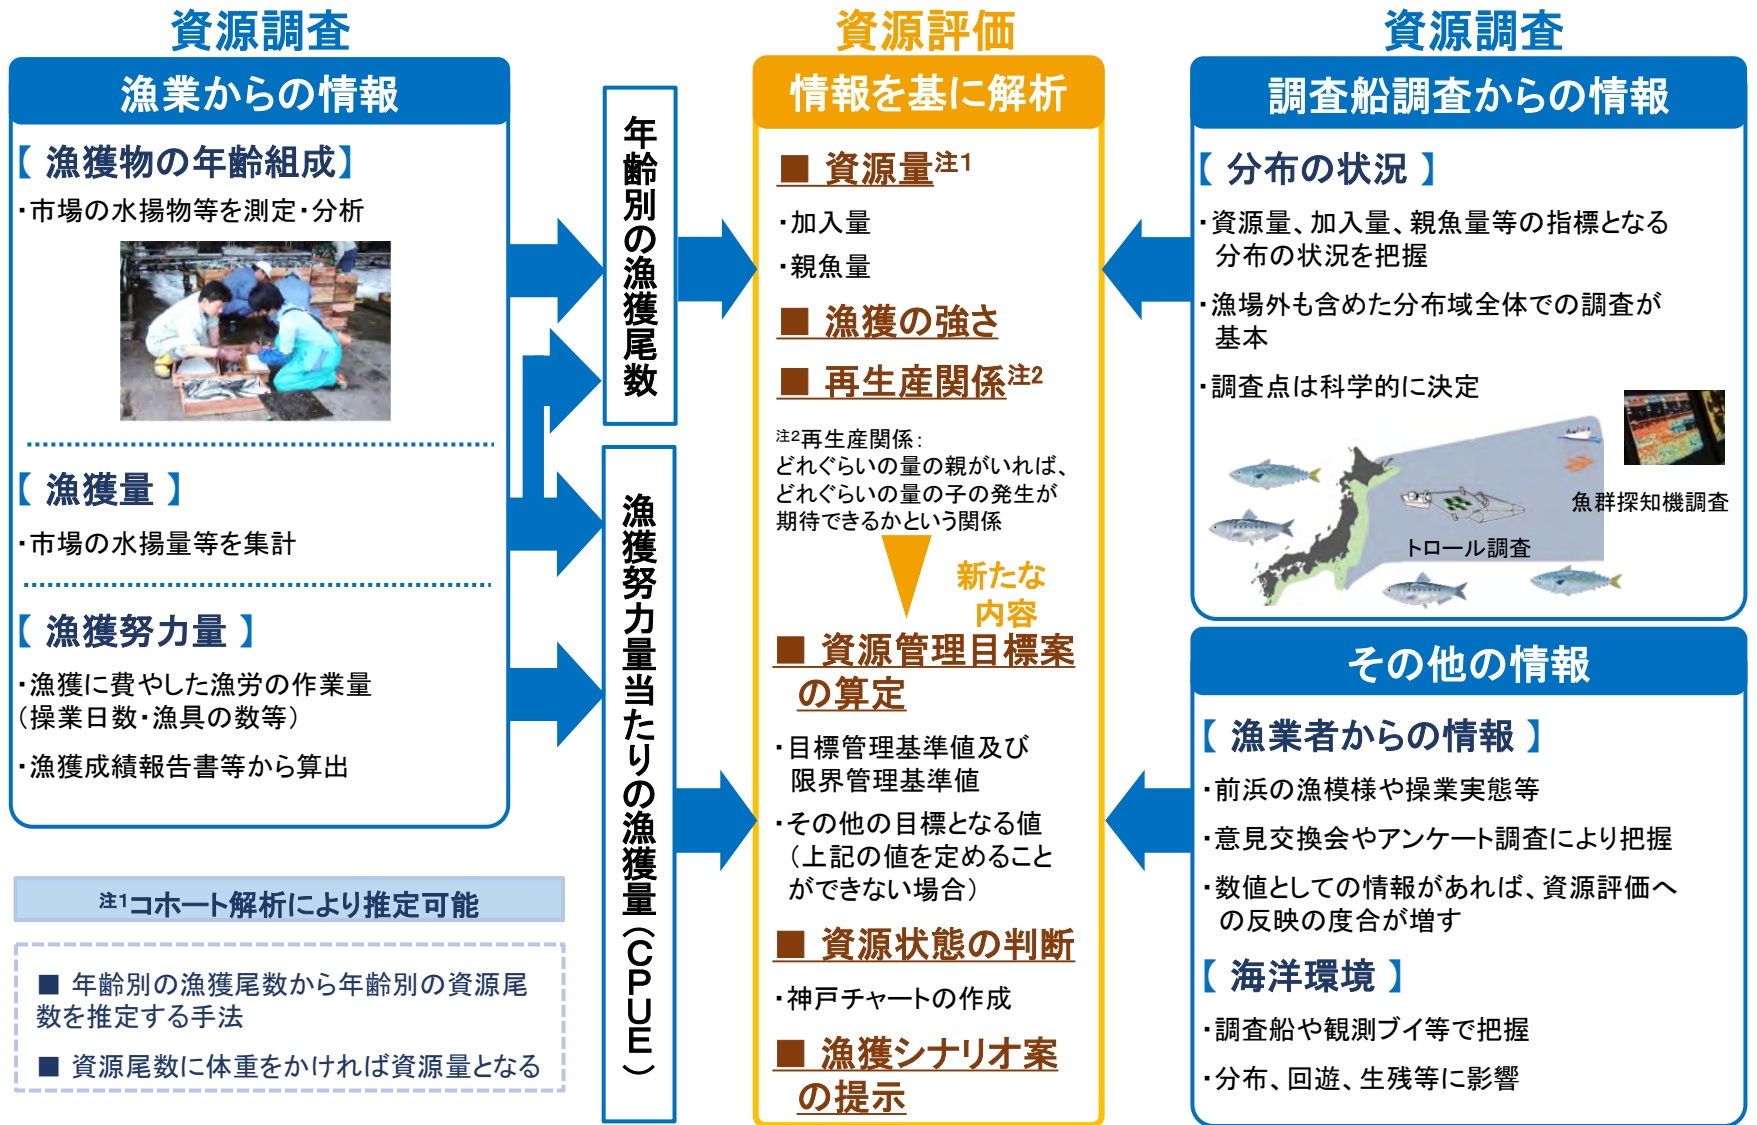 資源調査
漁業からの情報
【 漁獲物の年齢組成】
・市場の水揚物等を測定・分析
【 漁獲量 】
・市場の水揚量等を集計
【 漁獲努力量 】
・漁獲に費やした漁労の作業量
（操業日数・漁具の数等）
・漁獲成績報告書等から算出
注1コホート解析により推定可能
■ 年齢別の漁獲尾数から年齢別の資源尾
数を推定する手法
■ 資源尾数に体重をかければ資源量となる
年齢別の漁獲尾数
漁獲努力量当たりの漁獲量（CPUE）
資源評価
情報を基に解析
■ 資源量注1
・加入量
・親魚量
■ 漁獲の強さ
■ 再生産関係注2
注2再生産関係：
どれぐらいの量の親がいれば、
どれぐらいの量の子の発生が
期待できるかという関係
新たな
内容
■ 資源管理目標案
の算定
・目標管理基準値及び
限界管理基準値
・その他の目標となる値
（上記の値を定めること
ができない場合）
■ 資源状態の判断
・神戸チャートの作成
■ 漁獲シナリオ案
の提示
資源調査
調査船調査からの情報
【 分布の状況 】
・資源量、加入量、親魚量等の指標となる
分布の状況を把握
・漁場外も含めた分布域全体での調査が
基本
・調査点は科学的に決定
魚群探知機調査
トロール調査
その他の情報
【 漁業者からの情報 】
・前浜の漁模様や操業実態等
・意見交換会やアンケート調査により把握
・数値としての情報があれば、資源評価へ
の反映の度合が増す
【 海洋環境 】
・調査船や観測ブイ等で把握
・分布、回遊、生残等に影響